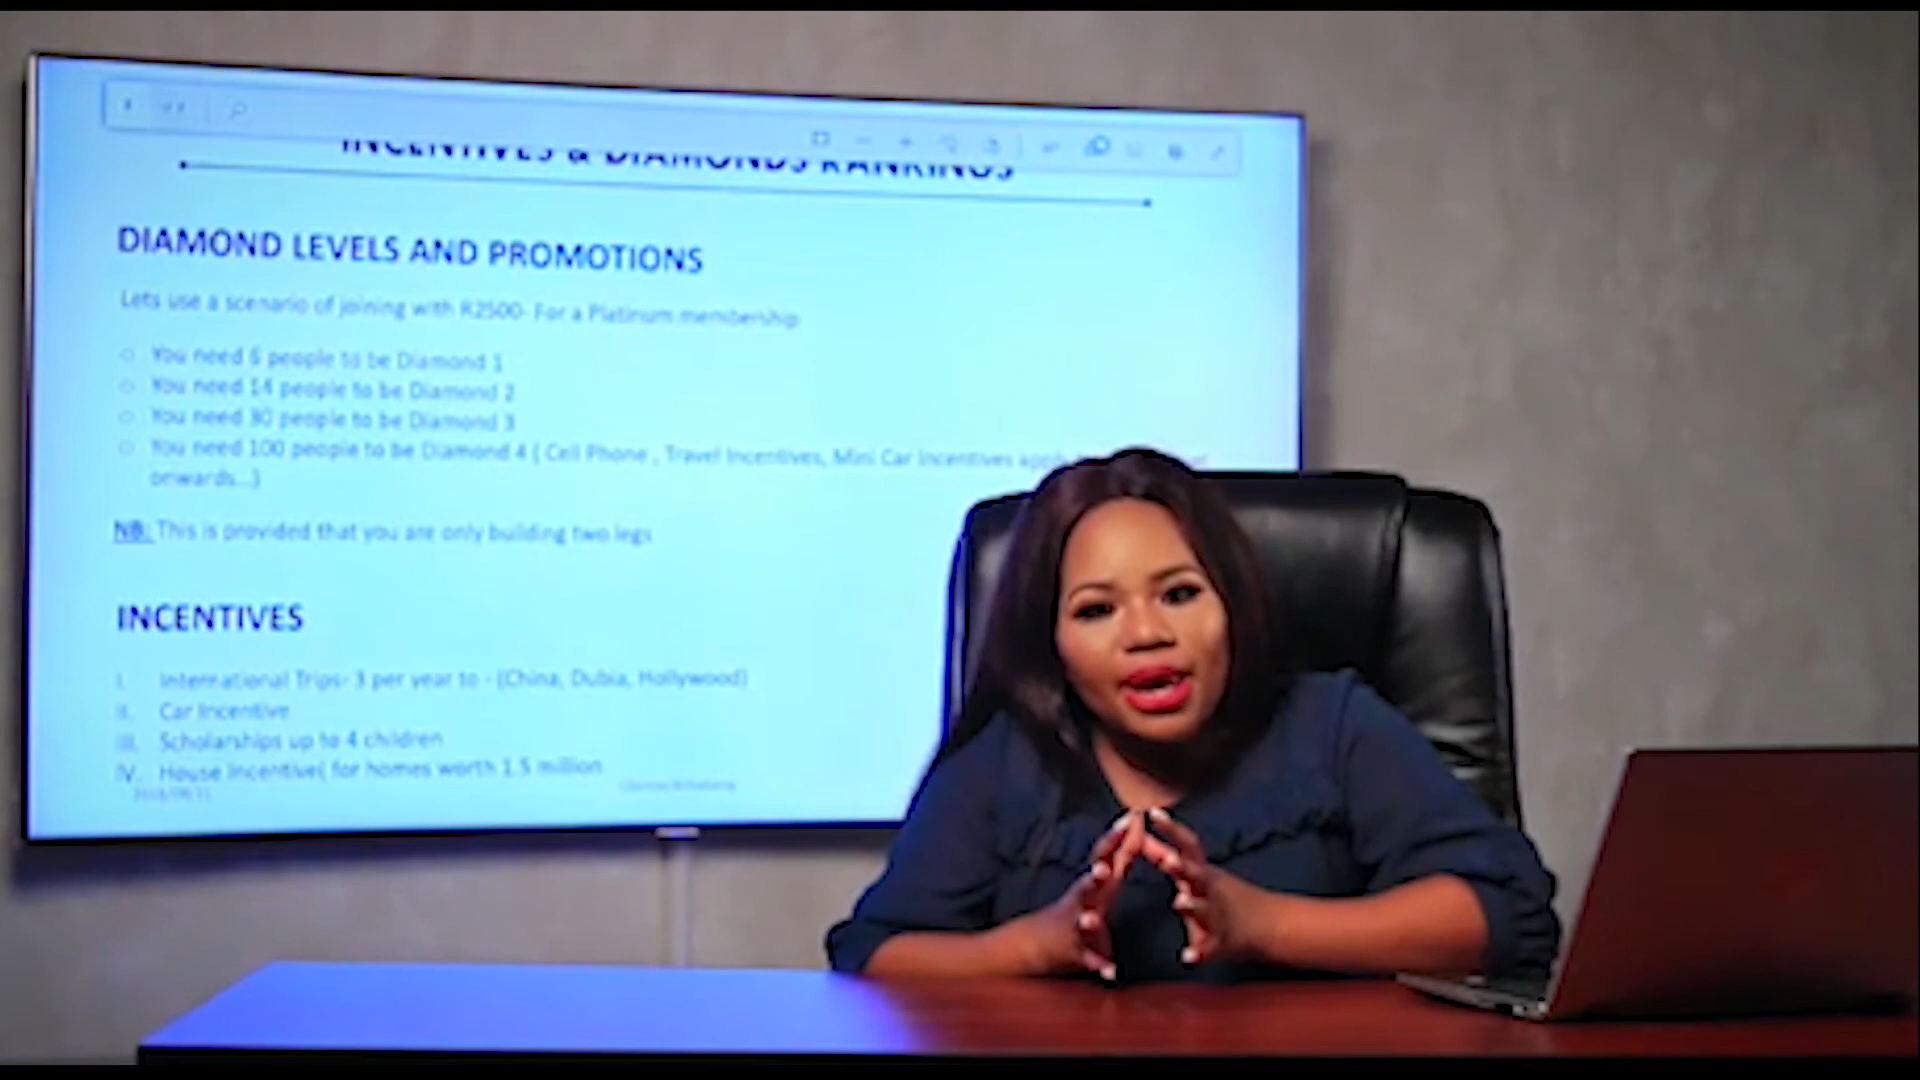 INCENTIVES & DIAMONDS RANKINGS
DIAMOND LEVELS AND PROMOTIONS
Lets use a scenario of joining with R2500- For a Platinum membership
○ You need 6 people to be Diamond 1
○ You need 14 people to be Diamond 2
○ You need 30 people to be Diamond 3
○ You need 100 people to be Diamond 4 ( Cell Phone , Travel Incentives, Mini Car Incentives apply
onwards...)
NB: This is provided that you are only building two legs
INCENTIVES
I. International Trips- 3 per year to - (China, Dubia, Hollywood)
II. Car Incentive
III. Scholarships up to 4 children
IV. House Incentive( for homes worth 1.5 million